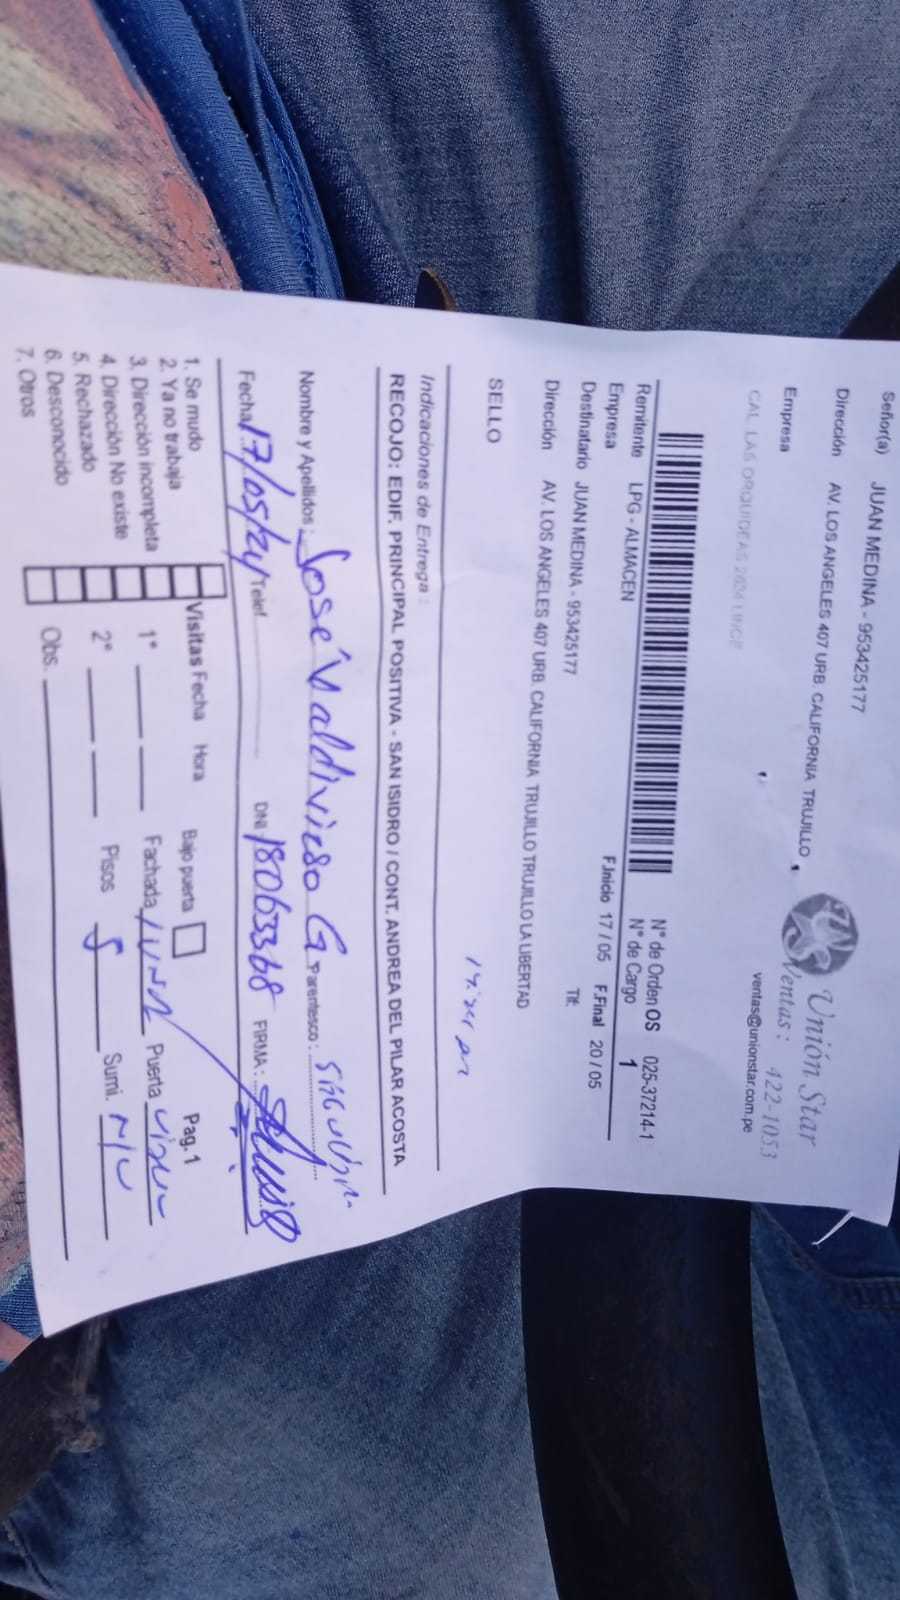 Señor(a) JUAN MEDINA - 953425177
Dirección AV. LOS ANGELES 407 URB. CALIFORNIA TRUJILLO
Empresa
Unión Star
Ventas: 422-1053
ventas@unionstar.com.pe
CAL LAS ORQUIDEAS 2624 LINCE
N° de Orden OS 025-37214-1
N° de Cargo 1
Remitente LPG - ALMACEN
Empresa F.Inicio 17 / 05 F.Final 20 / 05
Destinatario JUAN MEDINA - 953425177 Tlf.
Dirección AV. LOS ANGELES 407 URB. CALIFORNIA TRUJILLO TRUJILLO LA LIBERTAD
SELLO
Indicaciones de Entrega :
RECOJO: EDIF. PRINCIPAL POSITIVA - SAN ISIDRO / CONT. ANDREA DEL PILAR ACOSTA
Nombre y Apellidos : José Valdiviezo G Parentesco :
Fecha 17/05/24 Telef DNI 18063368 FIRMA :
1. Se mudo
2. Ya no trabaja
3. Dirección incompleta
4. Dirección No existe
5. Rechazado
6. Desconocido
7. Otros
Visitas Fecha Hora Bajo puerta Pag. 1
1° Fachada Puerta
2° Pisos Sumi.
Obs.